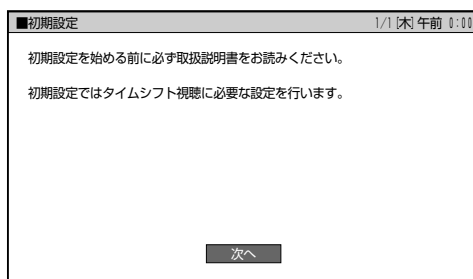 ■初期設定 1/1[木]午前 0:00
初期設定を始める前に必ず取扱説明書をお読みください。
初期設定ではタイムシフト視聴に必要な設定を行います。
次へ